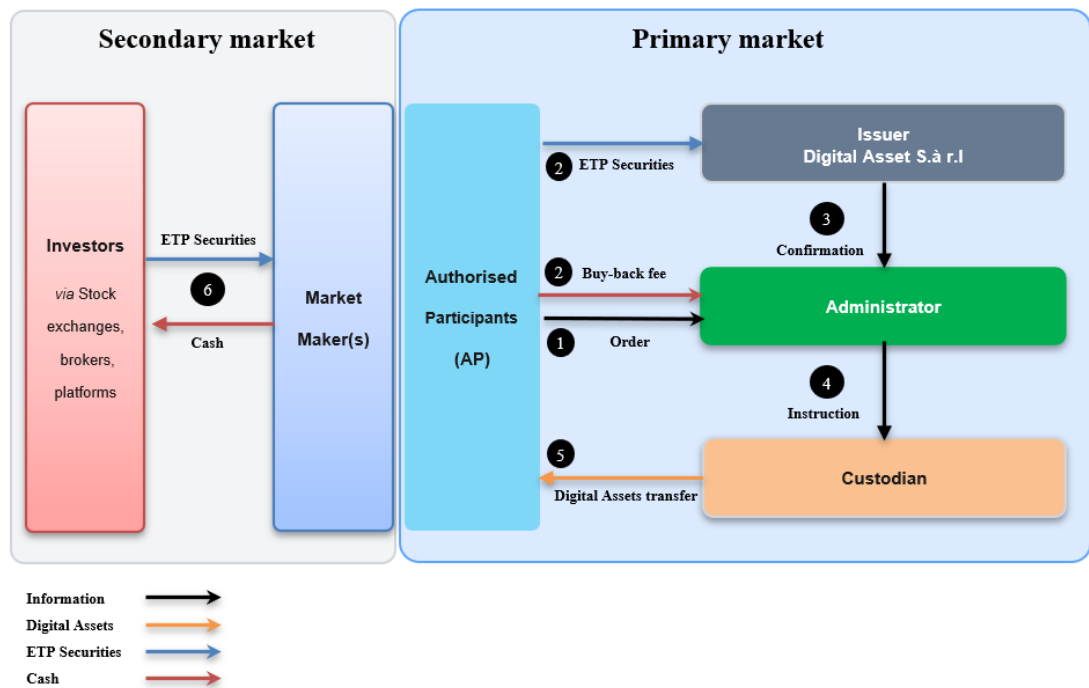 Secondary market
Primary market
Investors
via Stock
exchanges,
brokers,
platforms
ETP Securities
6
Cash
Market
Maker(s)
Authorised
Participants
(AP)
2
ETP Securities
Issuer
Digital Asset S.à r.l
3
Confirmation
2
Buy-back fee
1
Order
Administrator
4
Instruction
5
Digital Assets transfer
Custodian
Information
Digital Assets
ETP Securities
Cash